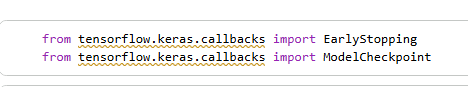 from tensorflow.keras.callbacks import EarlyStopping
from tensorflow.keras.callbacks import ModelCheckpoint